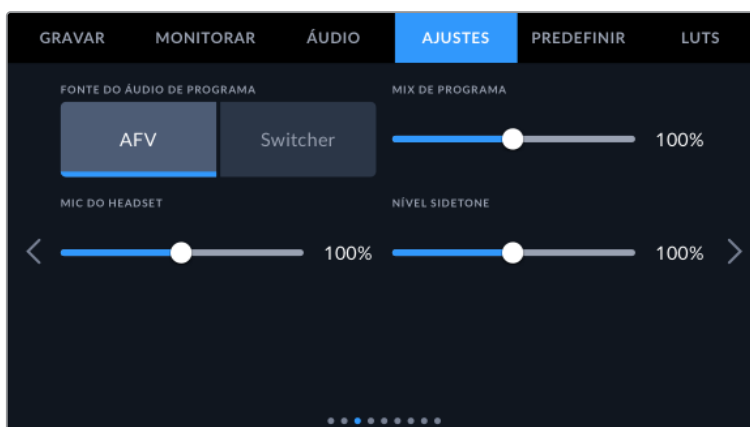 GRAVAR MONITORAR ÁUDIO AJUSTES PREDEFINIR LUTS
FONTE DO ÁUDIO DE PROGRAMA MIX DE PROGRAMA
AFV Switcher 100%
MIC DO HEADSET NÍVEL SIDETONE
100% 100%